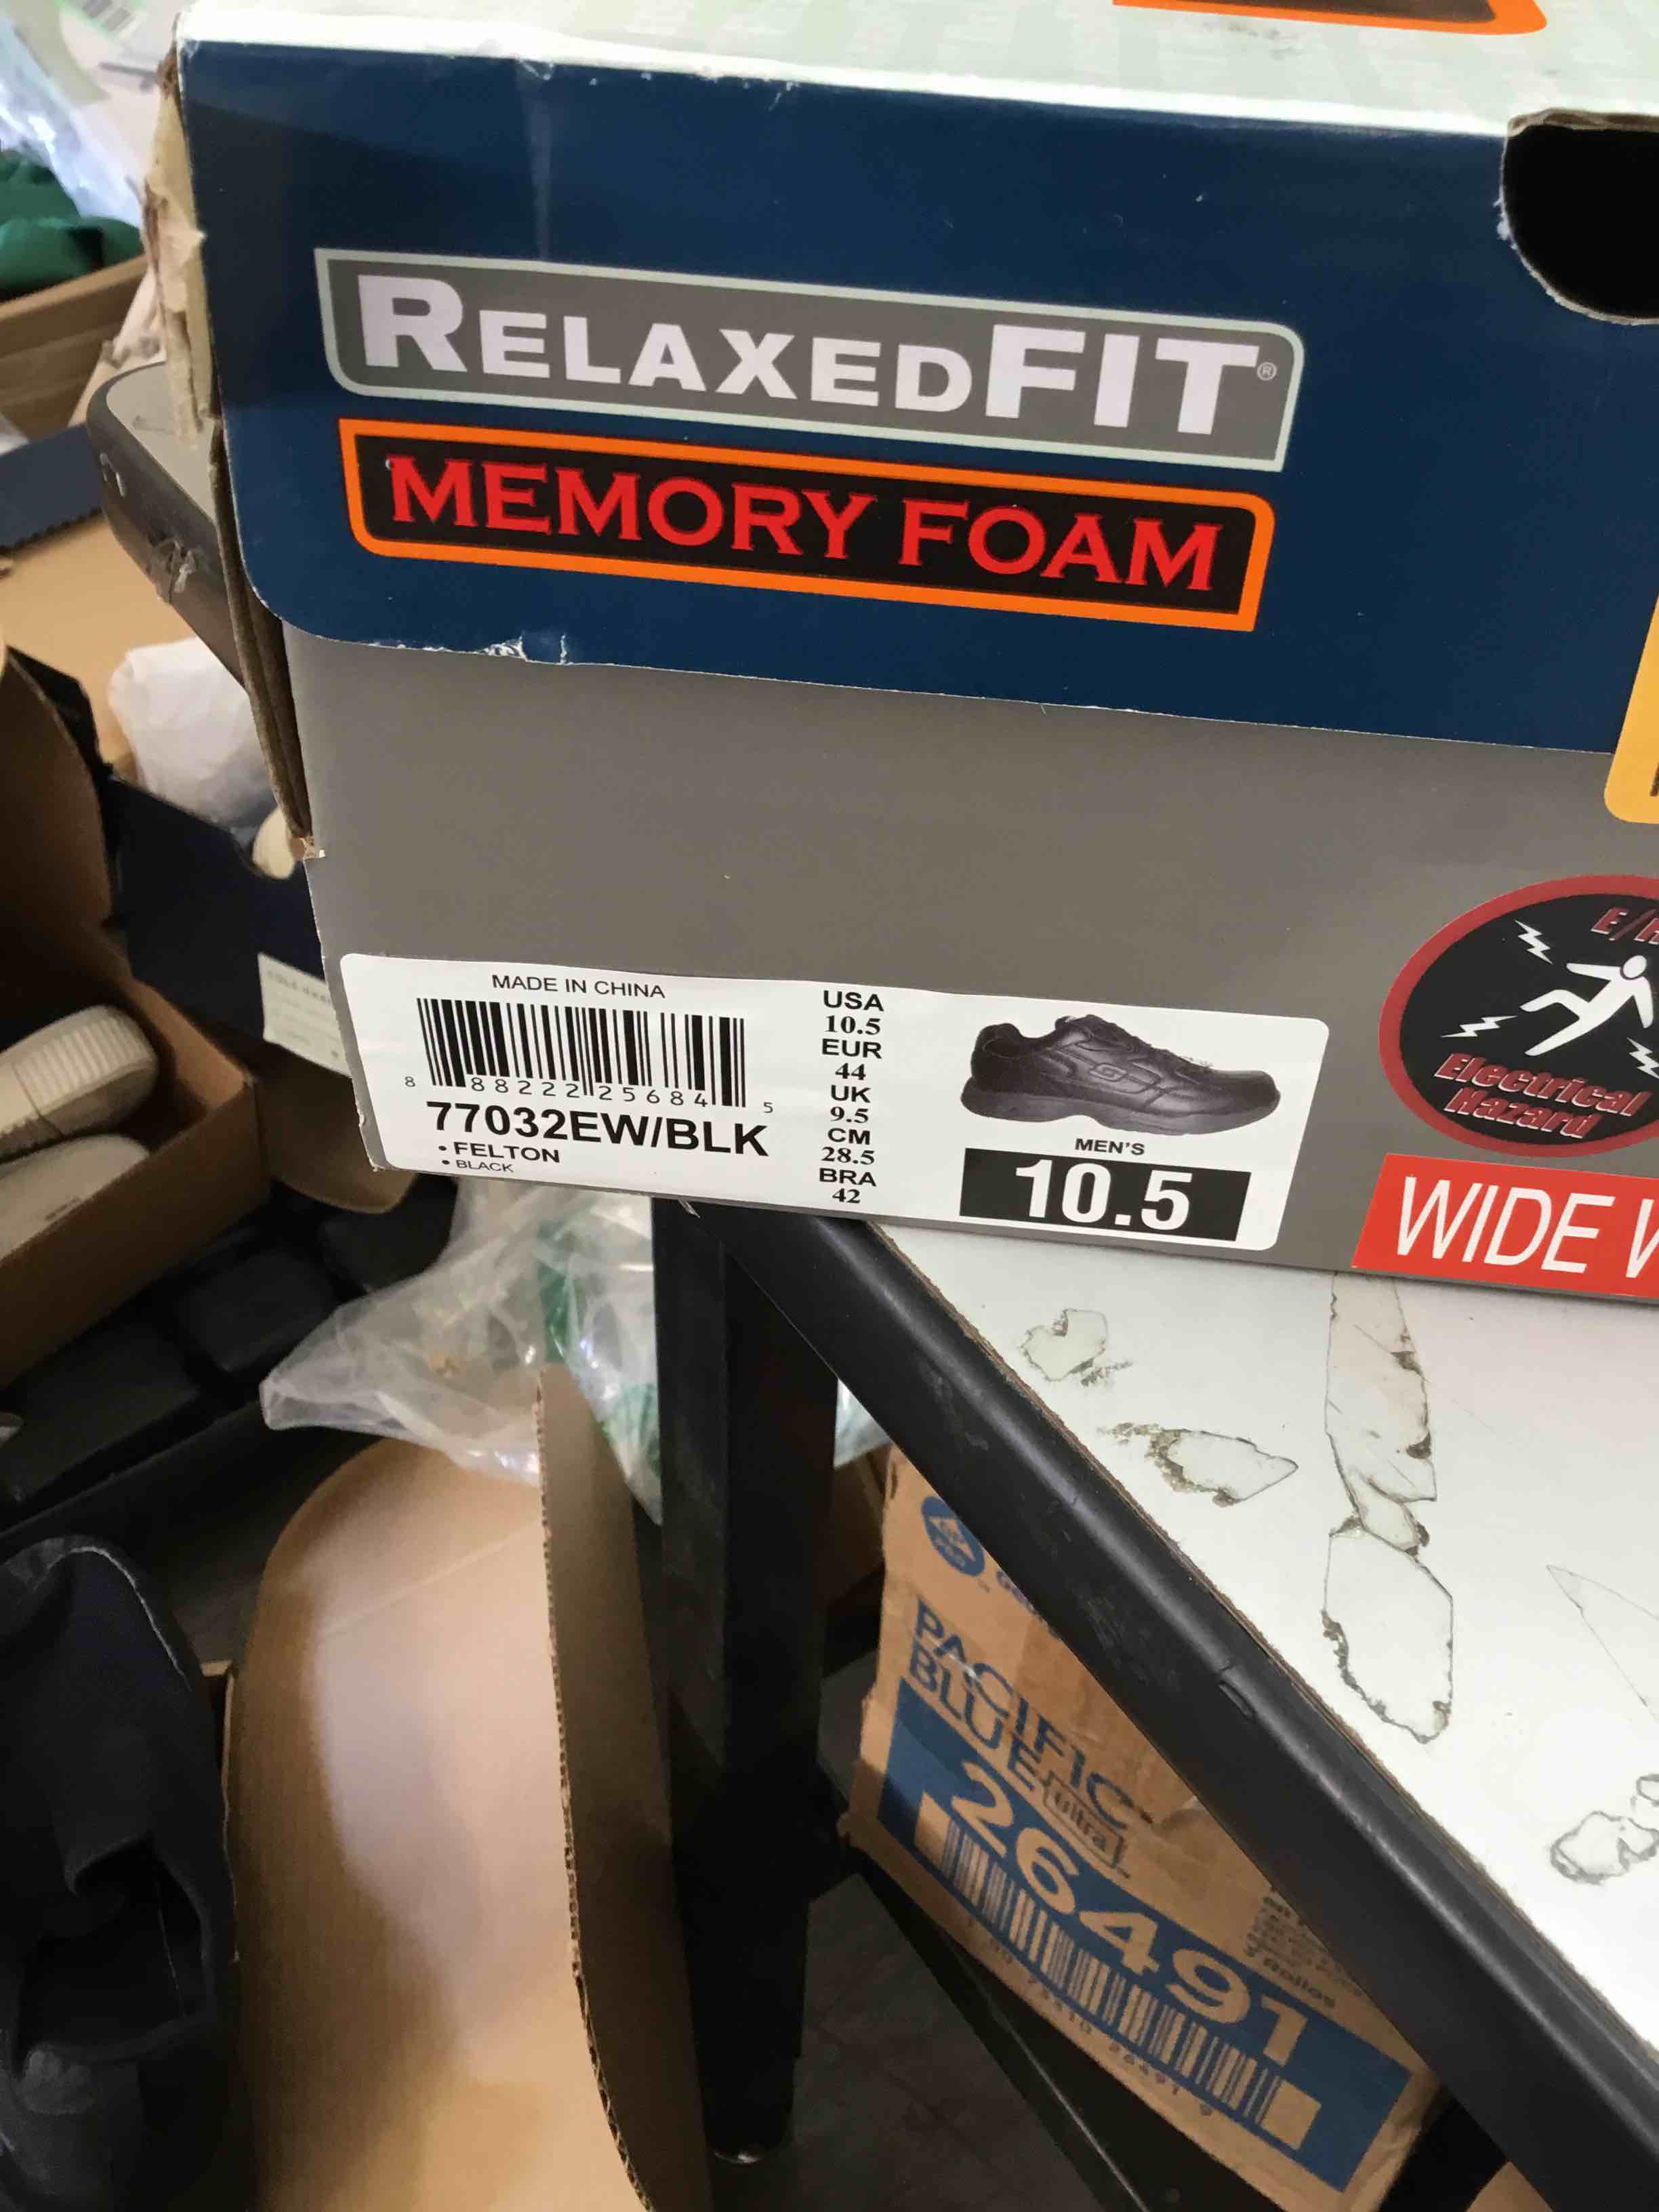 RELAXEDFIT®
MEMORY FOAM
MADE IN CHINA
8 88222 25684 5
77032EW/BLK
• FELTON
• BLACK
USA
10.5
EUR
44
UK
9.5
CM
28.5
BRA
42
MEN'S
10.5
Electrical
Hazard
WIDE
PACIFIC
BLUE
ultra
26491
Rollos